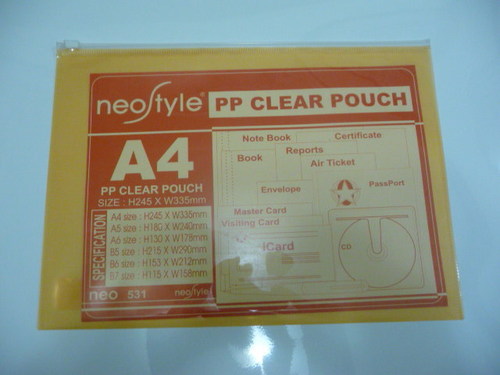 neostyle® PP CLEAR POUCH
A4
PP CLEAR POUCH
SIZE : H245 X W335mm
SPECIFICATION
A4 size : H245 X W335mm
A5 size : H180 X W240mm
A6 size : H130 X W178mm
B5 size : H215 X W290mm
B6 size : H153 X W212mm
B7 size : H115 X W158mm
neo 531 neostyle
Note Book Certificate
Reports
Book Air Ticket
Envelope PassPort
Master Card
Visiting Card
iCard CD